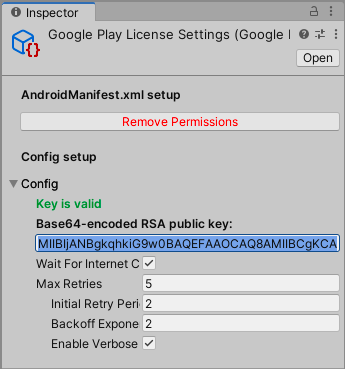 Inspector
Google Play License Settings (Google
Open
AndroidManifest.xml setup
Remove Permissions
Config setup
Config
Key is valid
Base64-encoded RSA public key:
MIIBIjANBgkqhkiG9w0BAQEFAAOCAQ8AMIIBCgKCA
Wait For Internet C
Max Retries 5
Initial Retry Peri 2
Backoff Expone 2
Enable Verbose